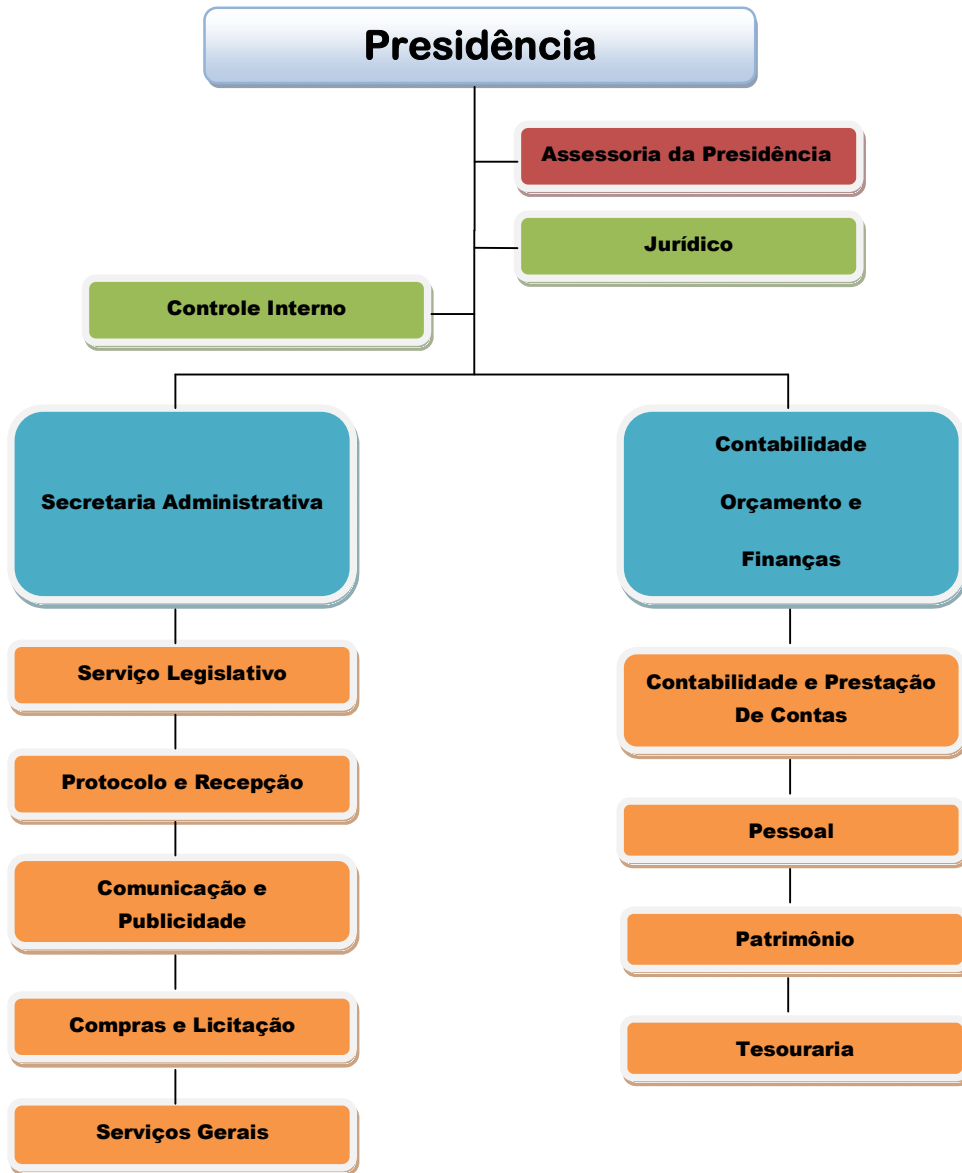 Presidência
Assessoria da Presidência
Jurídico
Controle Interno
Secretaria Administrativa
Contabilidade
Orçamento e
Finanças
Serviço Legislativo
Protocolo e Recepção
Comunicação e
Publicidade
Compras e Licitação
Serviços Gerais
Contabilidade e Prestação
De Contas
Pessoal
Patrimônio
Tesouraria